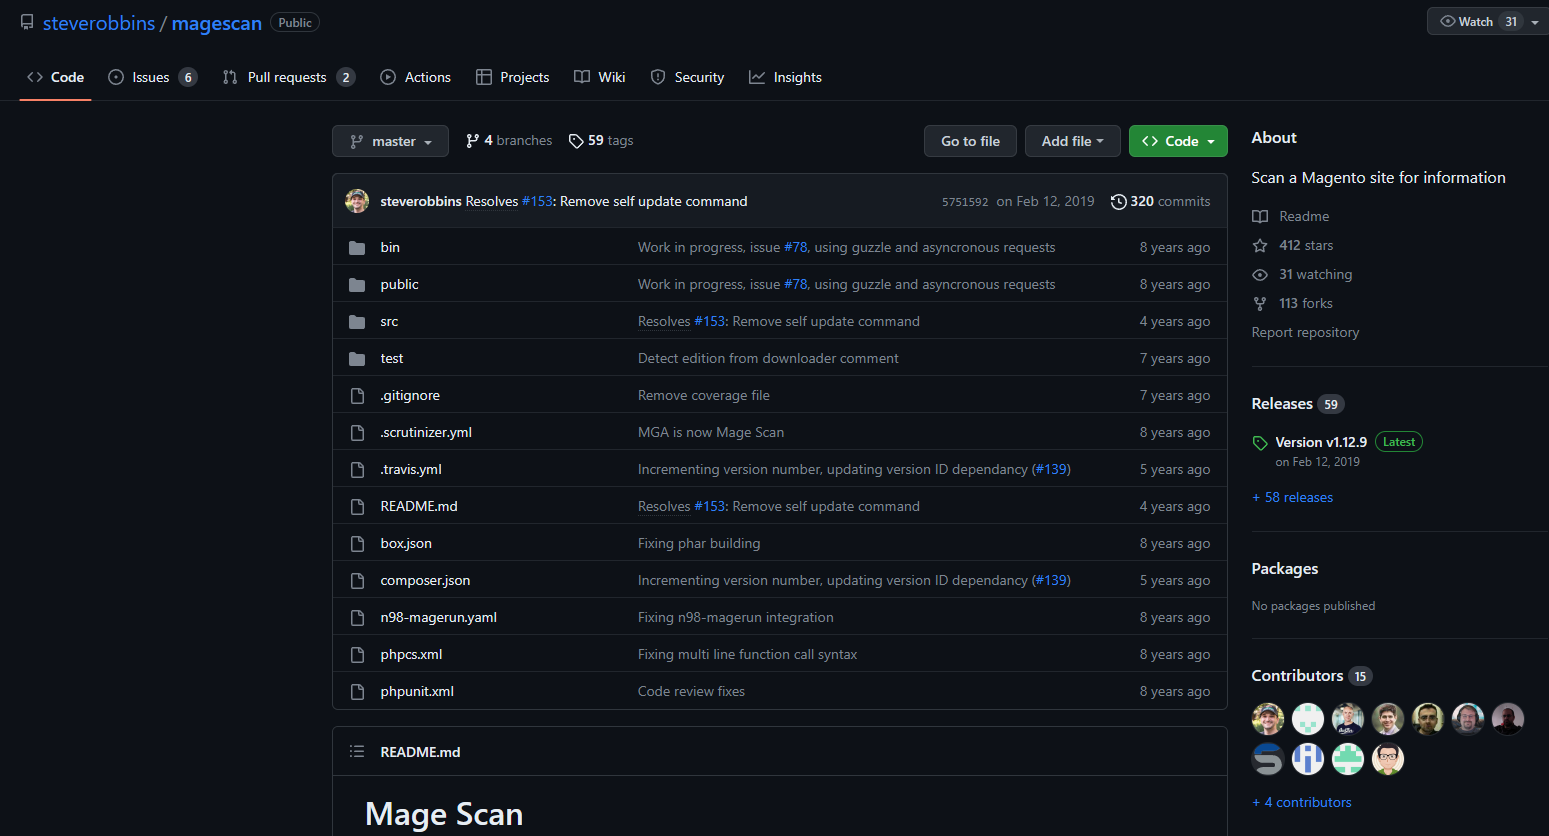 steverobbins / magescan Public
Watch 31
Code Issues 6 Pull requests 2 Actions Projects Wiki Security Insights
master 4 branches 59 tags Go to file Add file Code
steverobbins Resolves #153: Remove self update command 5751592 on Feb 12, 2019 320 commits
bin Work in progress, issue #78, using guzzle and asyncronous requests 8 years ago
public Work in progress, issue #78, using guzzle and asyncronous requests 8 years ago
src Resolves #153: Remove self update command 4 years ago
test Detect edition from downloader comment 7 years ago
.gitignore Remove coverage file 7 years ago
.scrutinizer.yml MGA is now Mage Scan 8 years ago
.travis.yml Incrementing version number, updating version ID dependancy (#139) 5 years ago
README.md Resolves #153: Remove self update command 4 years ago
box.json Fixing phar building 8 years ago
composer.json Incrementing version number, updating version ID dependancy (#139) 5 years ago
n98-magerun.yaml Fixing n98-magerun integration 8 years ago
phpcs.xml Fixing multi line function call syntax 8 years ago
phpunit.xml Code review fixes 8 years ago
README.md
Mage Scan
About
Scan a Magento site for information
Readme
412 stars
31 watching
113 forks
Report repository
Releases 59
Version v1.12.9 Latest
on Feb 12, 2019
+ 58 releases
Packages
No packages published
Contributors 15
+ 4 contributors